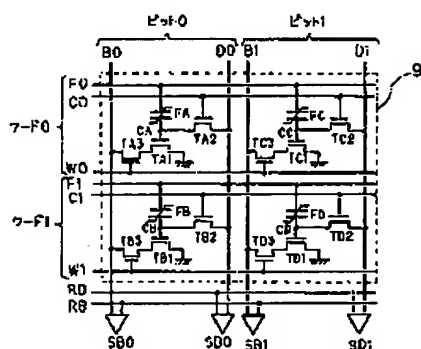 ビット0 ビット1
B0 D0 B1 D1
9
F0
C0
ワード0
FA FC
CA TA2 CC TC2
TA3 TC3
TA1 TC1
W0
F1
C1
ワード1
FB FD
CB TB2 CD TD2
TB3 TB1 TD3 TD1
W1
RD
RB
SB0 SD0 SB1 SD1